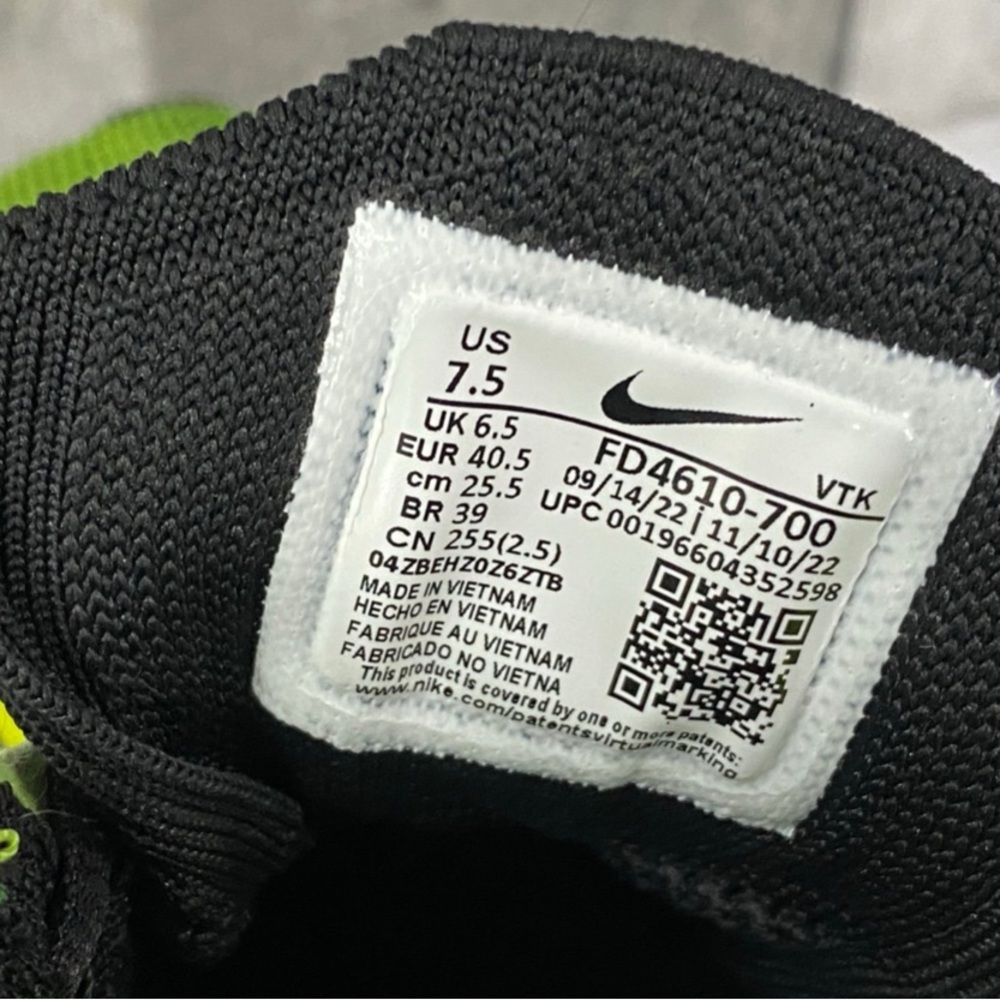 US
7.5
VTK
UK 6.5
EUR 40.5
cm 25.5
BR 39
CN 255(2.5)
04ZBEHZ0Z6ZTB
FD4610-700
09/14/22 | 11/10/22
UPC 00196604352598
MADE IN VIETNAM
HECHO EN VIETNAM
FABRIQUE AU VIETNAM
FABRICADO NO VIETNA
This product is covered by one or more patents:
www.nike.com/patentsvirtualmarking